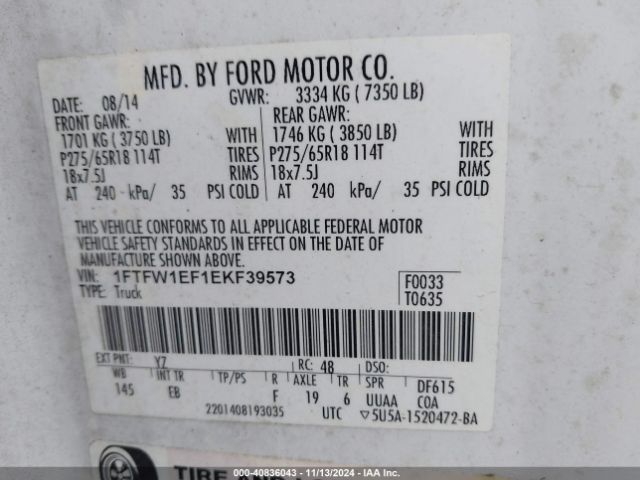 MFD. BY FORD MOTOR CO.
DATE: 08/14 GVWR: 3334 KG ( 7350 LB)
FRONT GAWR: REAR GAWR:
1701 KG ( 3750 LB) WITH 1746 KG ( 3850 LB) WITH
P275/65R18 114T TIRES P275/65R18 114T TIRES
18x7.5J RIMS 18x7.5J RIMS
AT 240 kPa/ 35 PSI COLD AT 240 kPa/ 35 PSI COLD
THIS VEHICLE CONFORMS TO ALL APPLICABLE FEDERAL MOTOR
VEHICLE SAFETY STANDARDS IN EFFECT ON THE DATE OF
MANUFACTURE SHOWN ABOVE.
VIN: 1FTFW1EF1EKF39573 F0033
TYPE: Truck T0635
EXT PNT: YZ RC: 48 DSO:
WB INT TR TP/PS R AXLE TR SPR DF615
145 EB F 19 6 UUAA COA
2201408193035 UTC ▽5U5A-1520472-BA
TIRE AND
000-40836043 — 11/13/2024 — IAAI.com